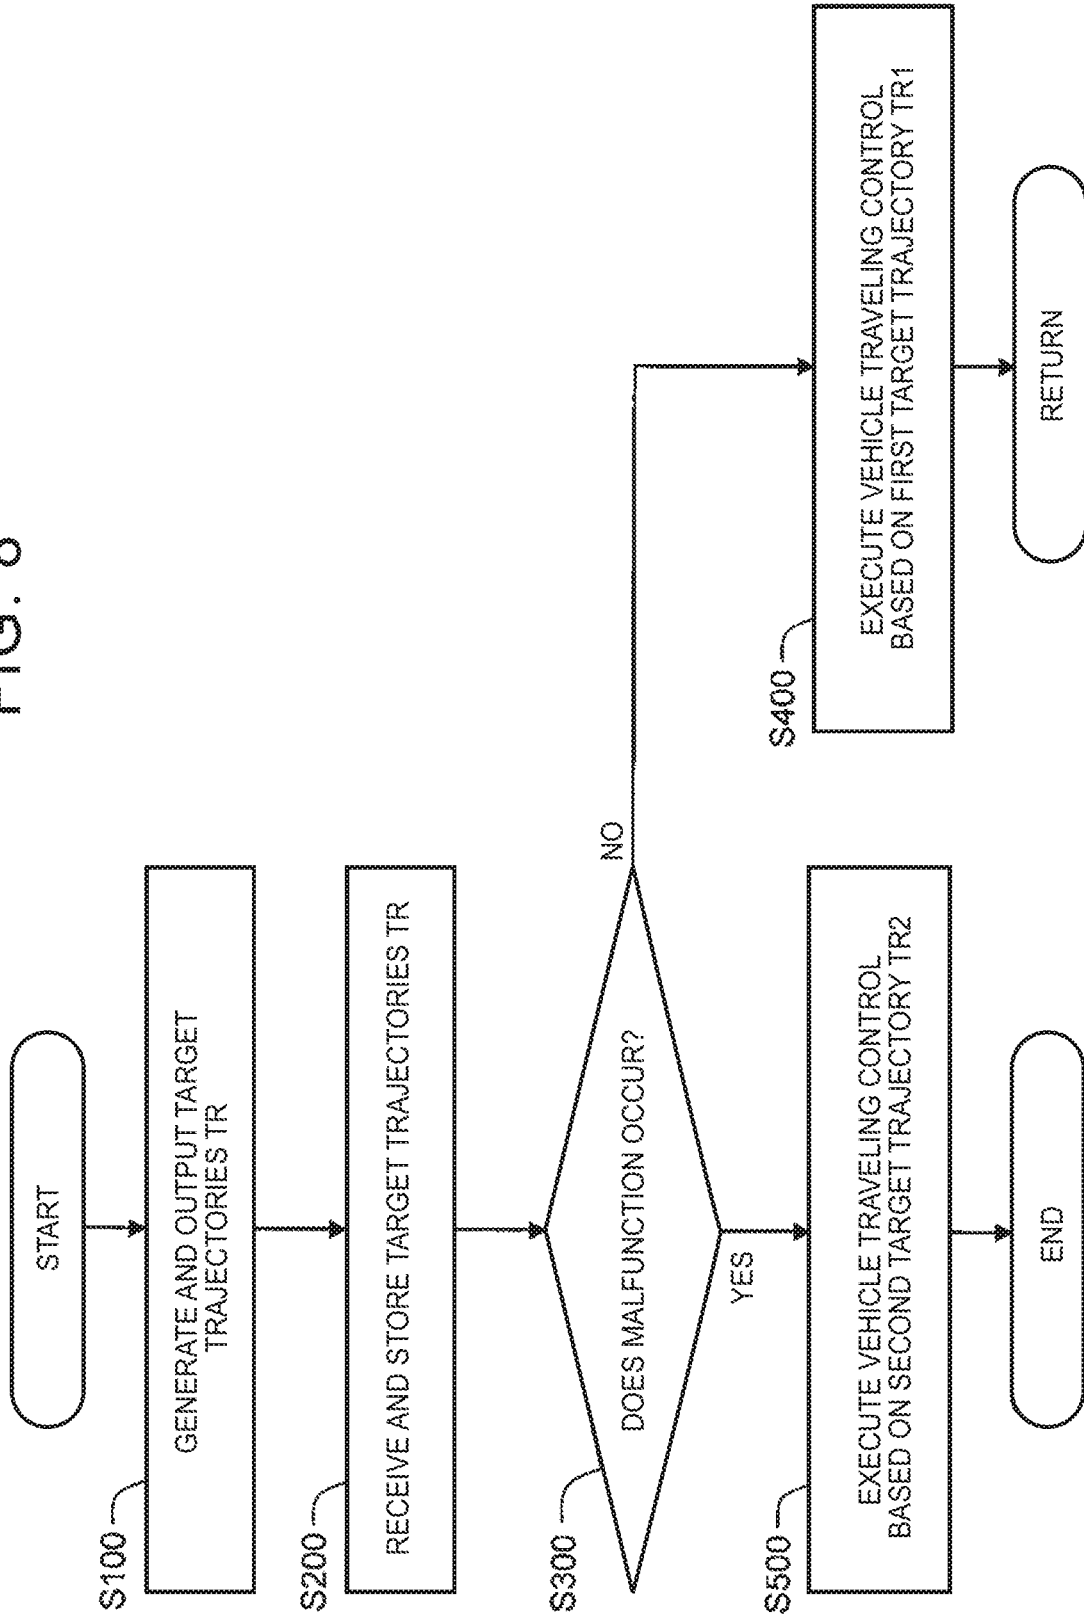 FIG. 8
START
S100
GENERATE AND OUTPUT TARGET
TRAJECTORIES TR
S200
RECEIVE AND STORE TARGET TRAJECTORIES TR
S300
DOES MALFUNCTION OCCUR?
NO
YES
S400
EXECUTE VEHICLE TRAVELING CONTROL
BASED ON FIRST TARGET TRAJECTORY TR1
S500
EXECUTE VEHICLE TRAVELING CONTROL
BASED ON SECOND TARGET TRAJECTORY TR2
RETURN
END